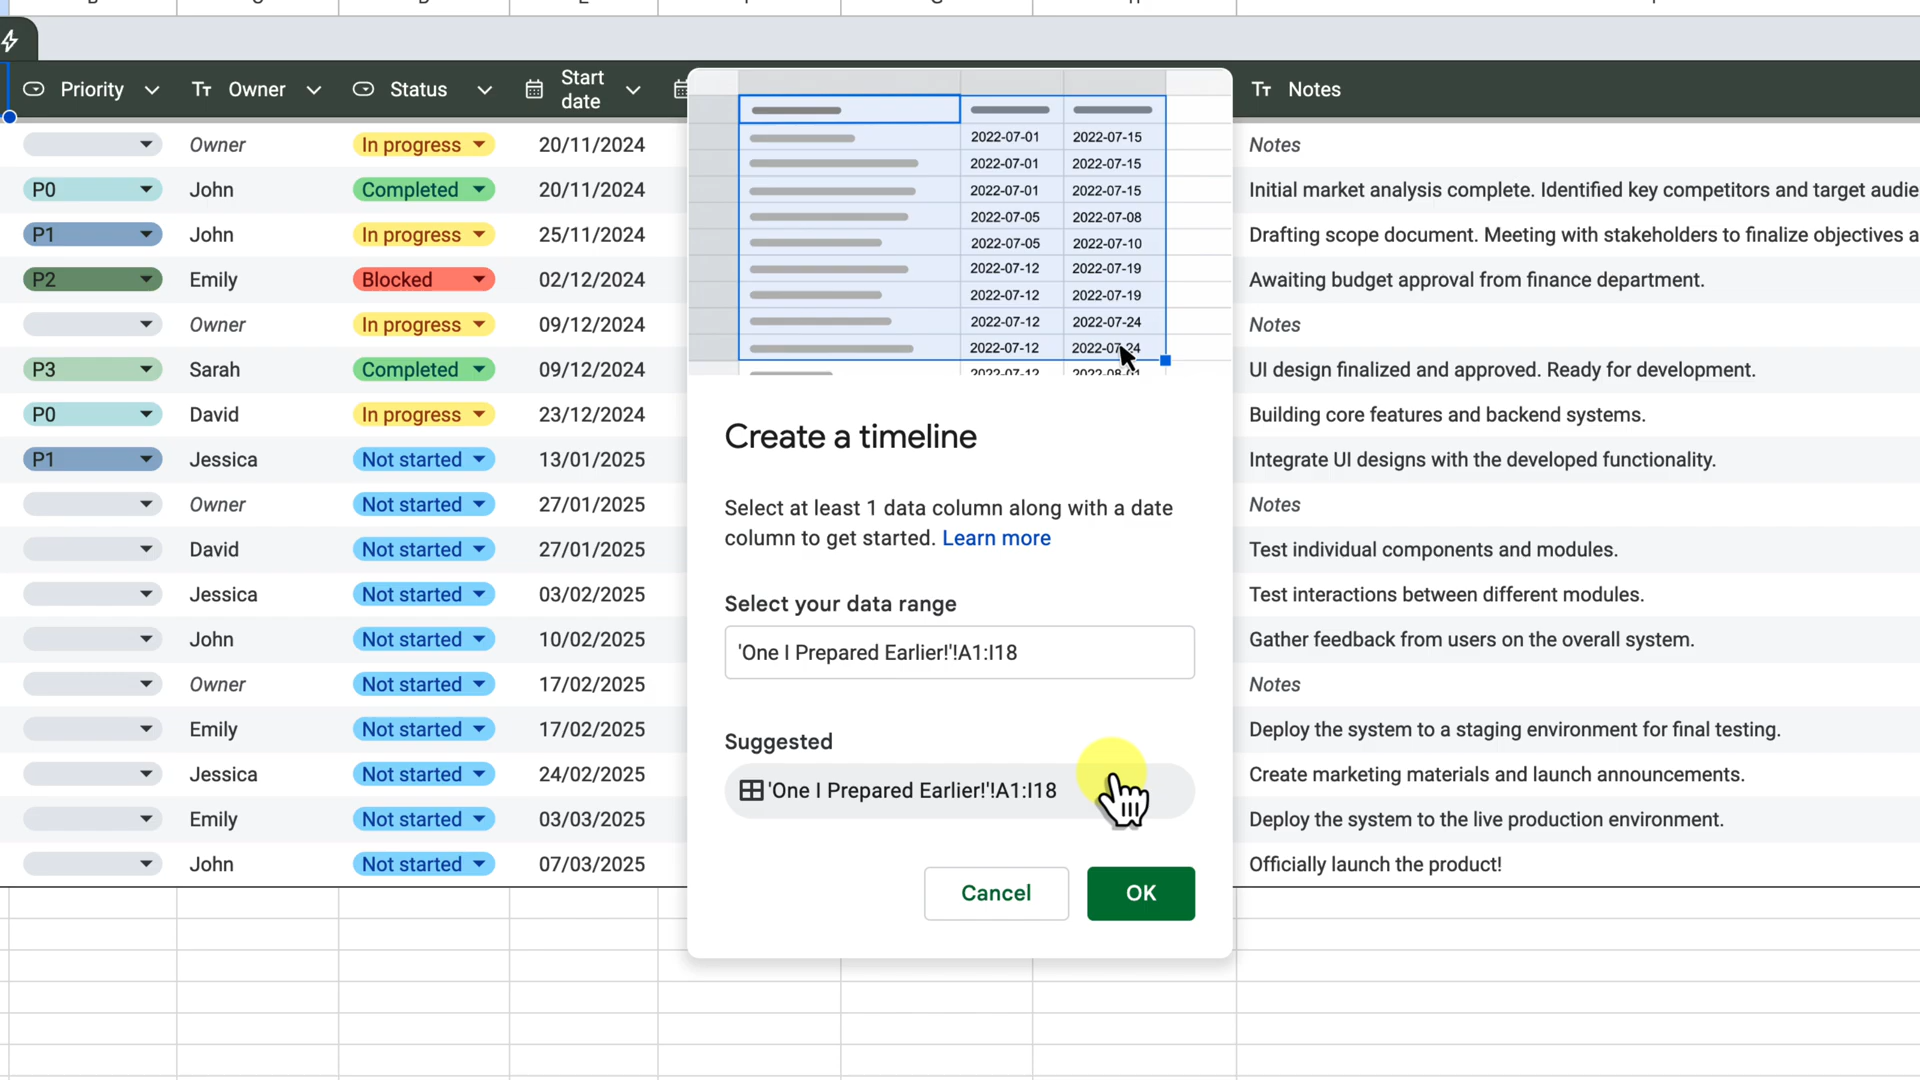 Priority Owner Status Start date Notes
Owner In progress 20/11/2024 Notes
P0 John Completed 20/11/2024 Initial market analysis complete. Identified key competitors and target audie
P1 John In progress 25/11/2024 Drafting scope document. Meeting with stakeholders to finalize objectives a
P2 Emily Blocked 02/12/2024 Awaiting budget approval from finance department.
Owner In progress 09/12/2024 Notes
P3 Sarah Completed 09/12/2024 UI design finalized and approved. Ready for development.
P0 David In progress 23/12/2024 Building core features and backend systems.
P1 Jessica Not started 13/01/2025 Integrate UI designs with the developed functionality.
Owner Not started 27/01/2025 Notes
David Not started 27/01/2025 Test individual components and modules.
Jessica Not started 03/02/2025 Test interactions between different modules.
John Not started 10/02/2025 Gather feedback from users on the overall system.
Owner Not started 17/02/2025 Notes
Emily Not started 17/02/2025 Deploy the system to a staging environment for final testing.
Jessica Not started 24/02/2025 Create marketing materials and launch announcements.
Emily Not started 03/03/2025 Deploy the system to the live production environment.
John Not started 07/03/2025 Officially launch the product!
2022-07-01 2022-07-15
2022-07-01 2022-07-15
2022-07-01 2022-07-15
2022-07-05 2022-07-08
2022-07-05 2022-07-10
2022-07-12 2022-07-19
2022-07-12 2022-07-19
2022-07-12 2022-07-24
2022-07-12 2022-07-24
2022-07-12 2022-08-01
Create a timeline
Select at least 1 data column along with a date
column to get started. Learn more
Select your data range
'One I Prepared Earlier!'!A1:I18
Suggested
'One I Prepared Earlier!'!A1:I18
Cancel OK